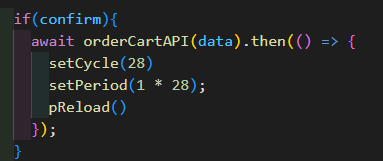 if(confirm){
await orderCartAPI(data).then(() => {
setCycle(28)
setPeriod(1 * 28);
pReload()
});
}